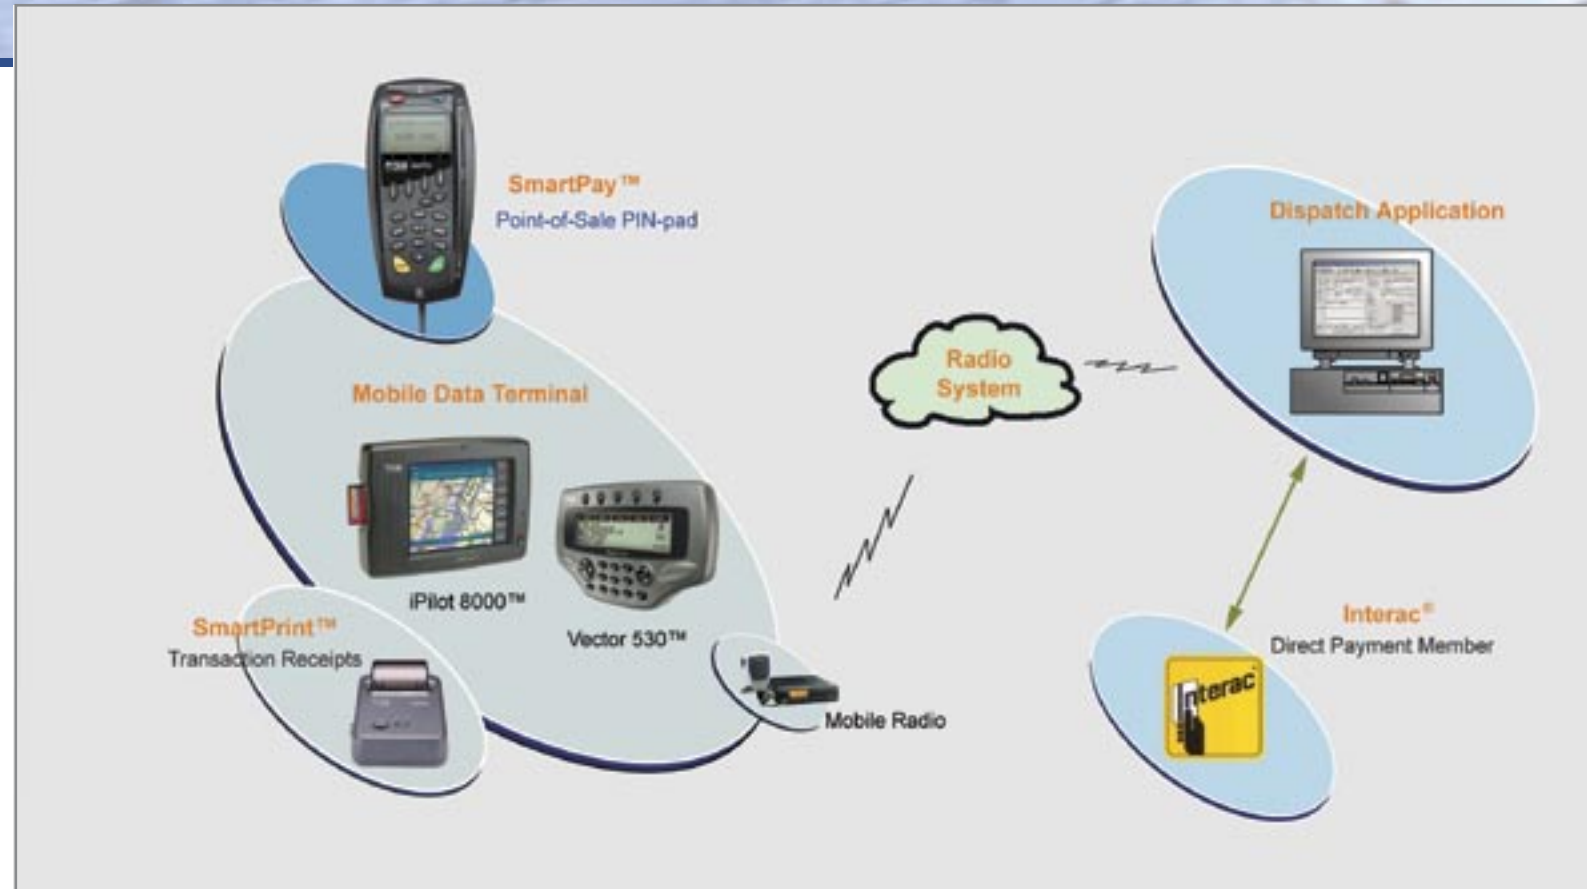 SmartPay™
Point-of-Sale PIN-pad
Mobile Data Terminal
iPilot 8000™
Vector 530™
SmartPrint™
Transaction Receipts
Mobile Radio
Radio
System
Dispatch Application
Interac®
Direct Payment Member
Interac